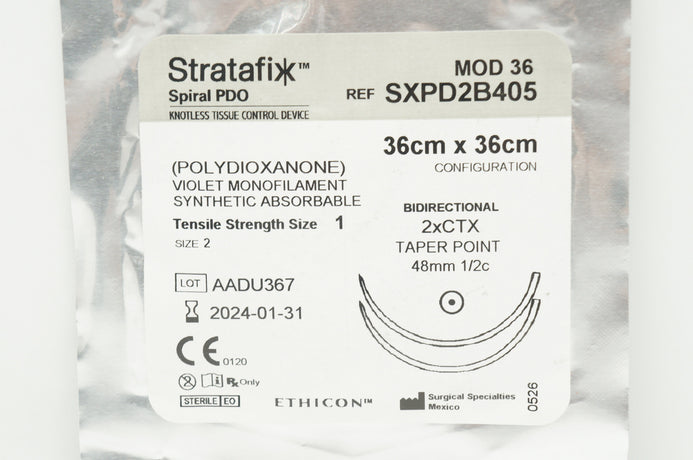 Stratafix™
Spiral PDO
KNOTLESS TISSUE CONTROL DEVICE
MOD 36
REF SXPD2B405
36cm x 36cm
CONFIGURATION
(POLYDIOXANONE)
VIOLET MONOFILAMENT
SYNTHETIC ABSORBABLE
Tensile Strength Size 1
SIZE 2
BIDIRECTIONAL
2xCTX
TAPER POINT
48mm 1/2c
LOT AADU367
2024-01-31
CE 0120
Rx Only
STERILE EO
ETHICON™
Surgical Specialties
Mexico
0526